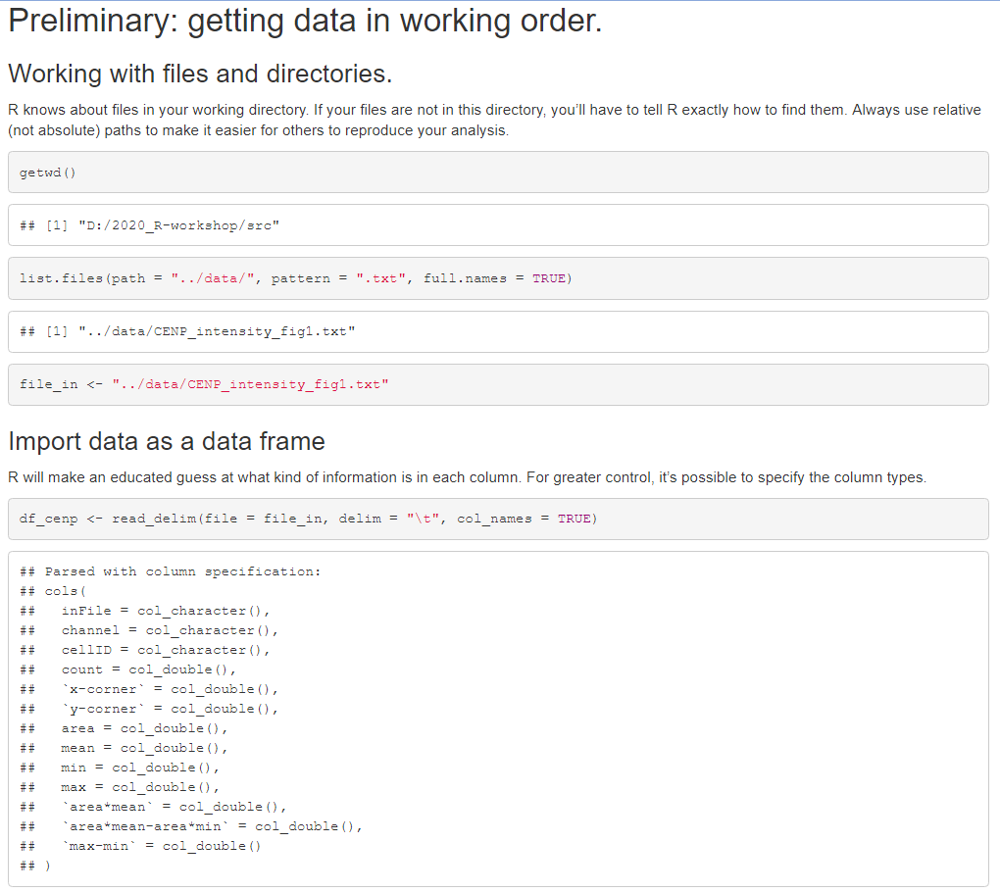 Preliminary: getting data in working order.
Working with files and directories.
R knows about files in your working directory. If your files are not in this directory, you’ll have to tell R exactly how to find them. Always use relative
(not absolute) paths to make it easier for others to reproduce your analysis.
getwd()
## [1] "D:/2020_R-workshop/src"
list.files(path = "../data/", pattern = ".txt", full.names = TRUE)
## [1] "../data/CENP_intensity_fig1.txt"
file_in <- "../data/CENP_intensity_fig1.txt"
Import data as a data frame
R will make an educated guess at what kind of information is in each column. For greater control, it’s possible to specify the column types.
df_cenp <- read_delim(file = file_in, delim = "\t", col_names = TRUE)
## Parsed with column specification:
## cols(
##   inFile = col_character(),
##   channel = col_character(),
##   cellID = col_character(),
##   count = col_double(),
##   `x-corner` = col_double(),
##   `y-corner` = col_double(),
##   area = col_double(),
##   mean = col_double(),
##   min = col_double(),
##   max = col_double(),
##   `area*mean` = col_double(),
##   `area*mean-area*min` = col_double(),
##   `max-min` = col_double()
## )